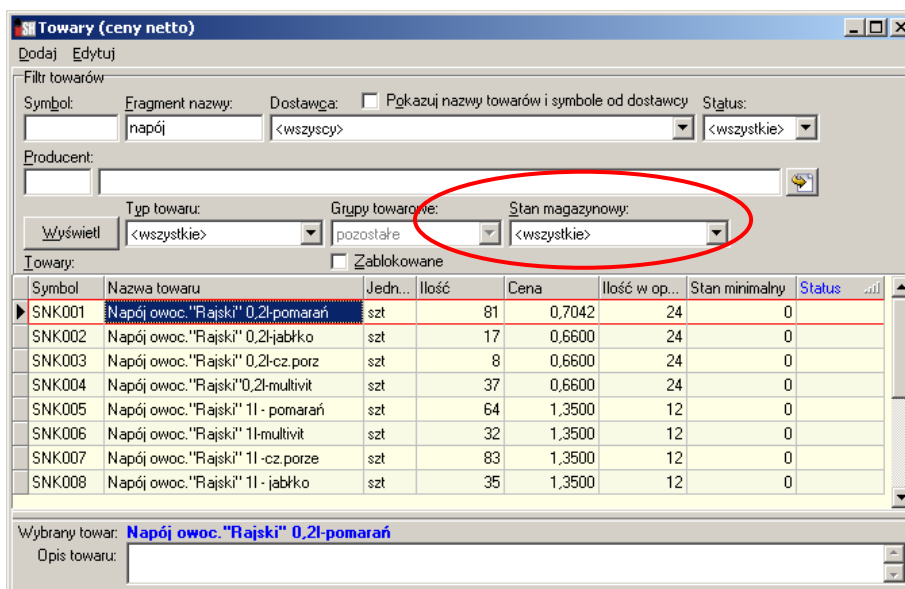 SH Towary (ceny netto)
Dodaj Edytuj
Filtr towarów
Symbol: Fragment nazwy: Dostawca: Pokazuj nazwy towarów i symbole od dostawcy Status:
napój <wszyscy> <wszystkie>
Producent:
Typ towaru: Grupy towarowe: Stan magazynowy:
Wyświetl <wszystkie> pozostałe <wszystkie>
Towary: Zablokowane
Symbol Nazwa towaru Jedn... Ilość Cena Ilość w op... Stan minimalny Status
SNK001 Napój owoc."Rajski" 0,2l-pomarań szt 81 0,7042 24 0
SNK002 Napój owoc."Rajski" 0,2l-jabłko szt 17 0,6600 24 0
SNK003 Napój owoc."Rajski" 0,2l-cz.porz szt 8 0,6600 24 0
SNK004 Napój owoc."Rajski"0,2l-multivit szt 37 0,6600 24 0
SNK005 Napój owoc."Rajski" 1l - pomarań szt 64 1,3500 12 0
SNK006 Napój owoc."Rajski" 1l-multivit szt 32 1,3500 12 0
SNK007 Napój owoc."Rajski" 1l -cz.porze szt 83 1,3500 12 0
SNK008 Napój owoc."Rajski" 1l - jabłko szt 35 1,3500 12 0
Wybrany towar: Napój owoc."Rajski" 0,2l-pomarań
Opis towaru: